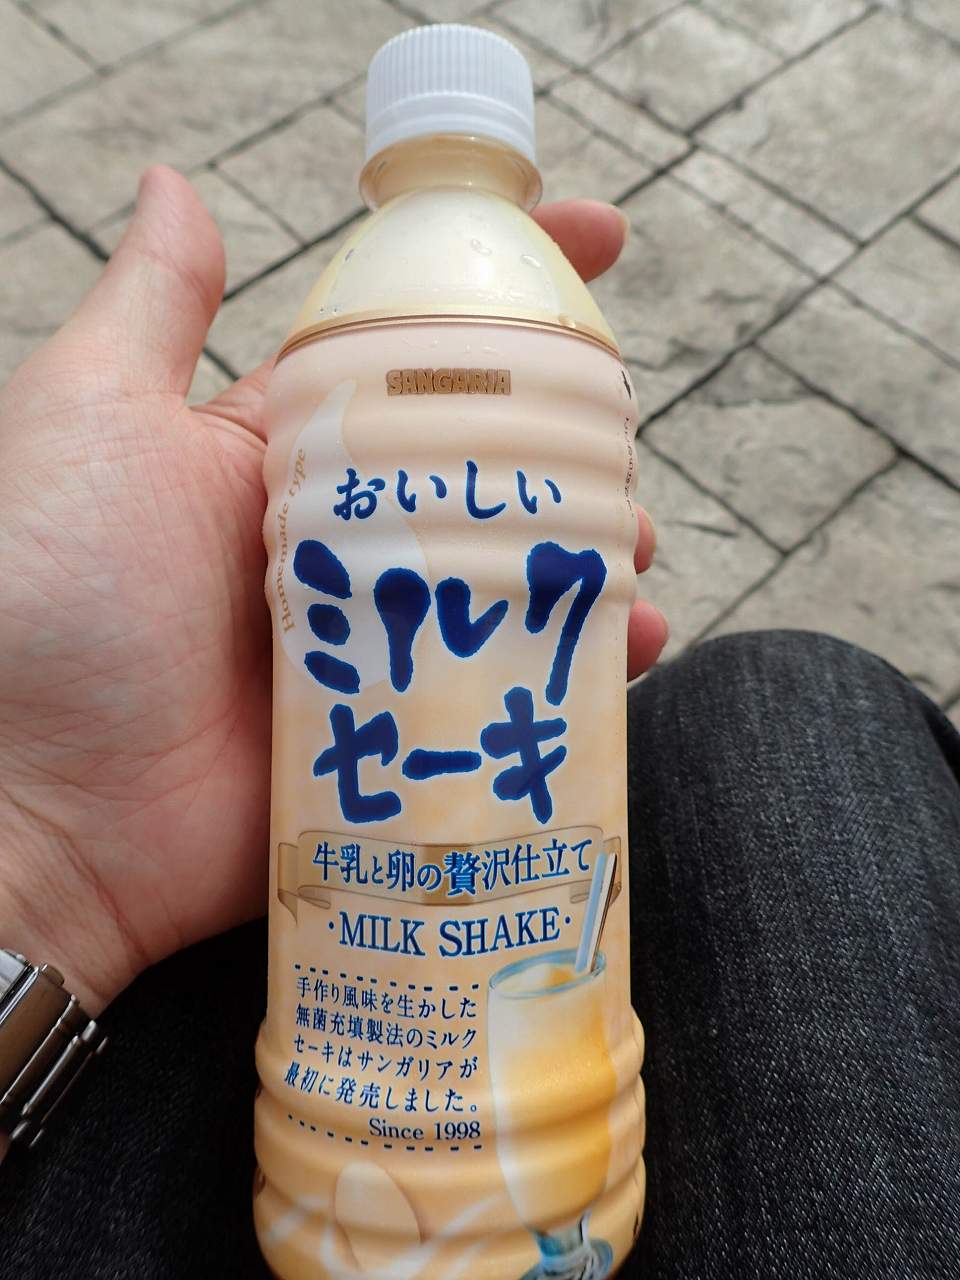 SANGARIA
Homemade type
おいしい
ミルク
セーキ
牛乳と卵の贅沢仕立て
・MILK SHAKE・
手作り風味を生かした
無菌充填製法のミルク
セーキはサンガリアが
最初に発売しました。
Since 1998